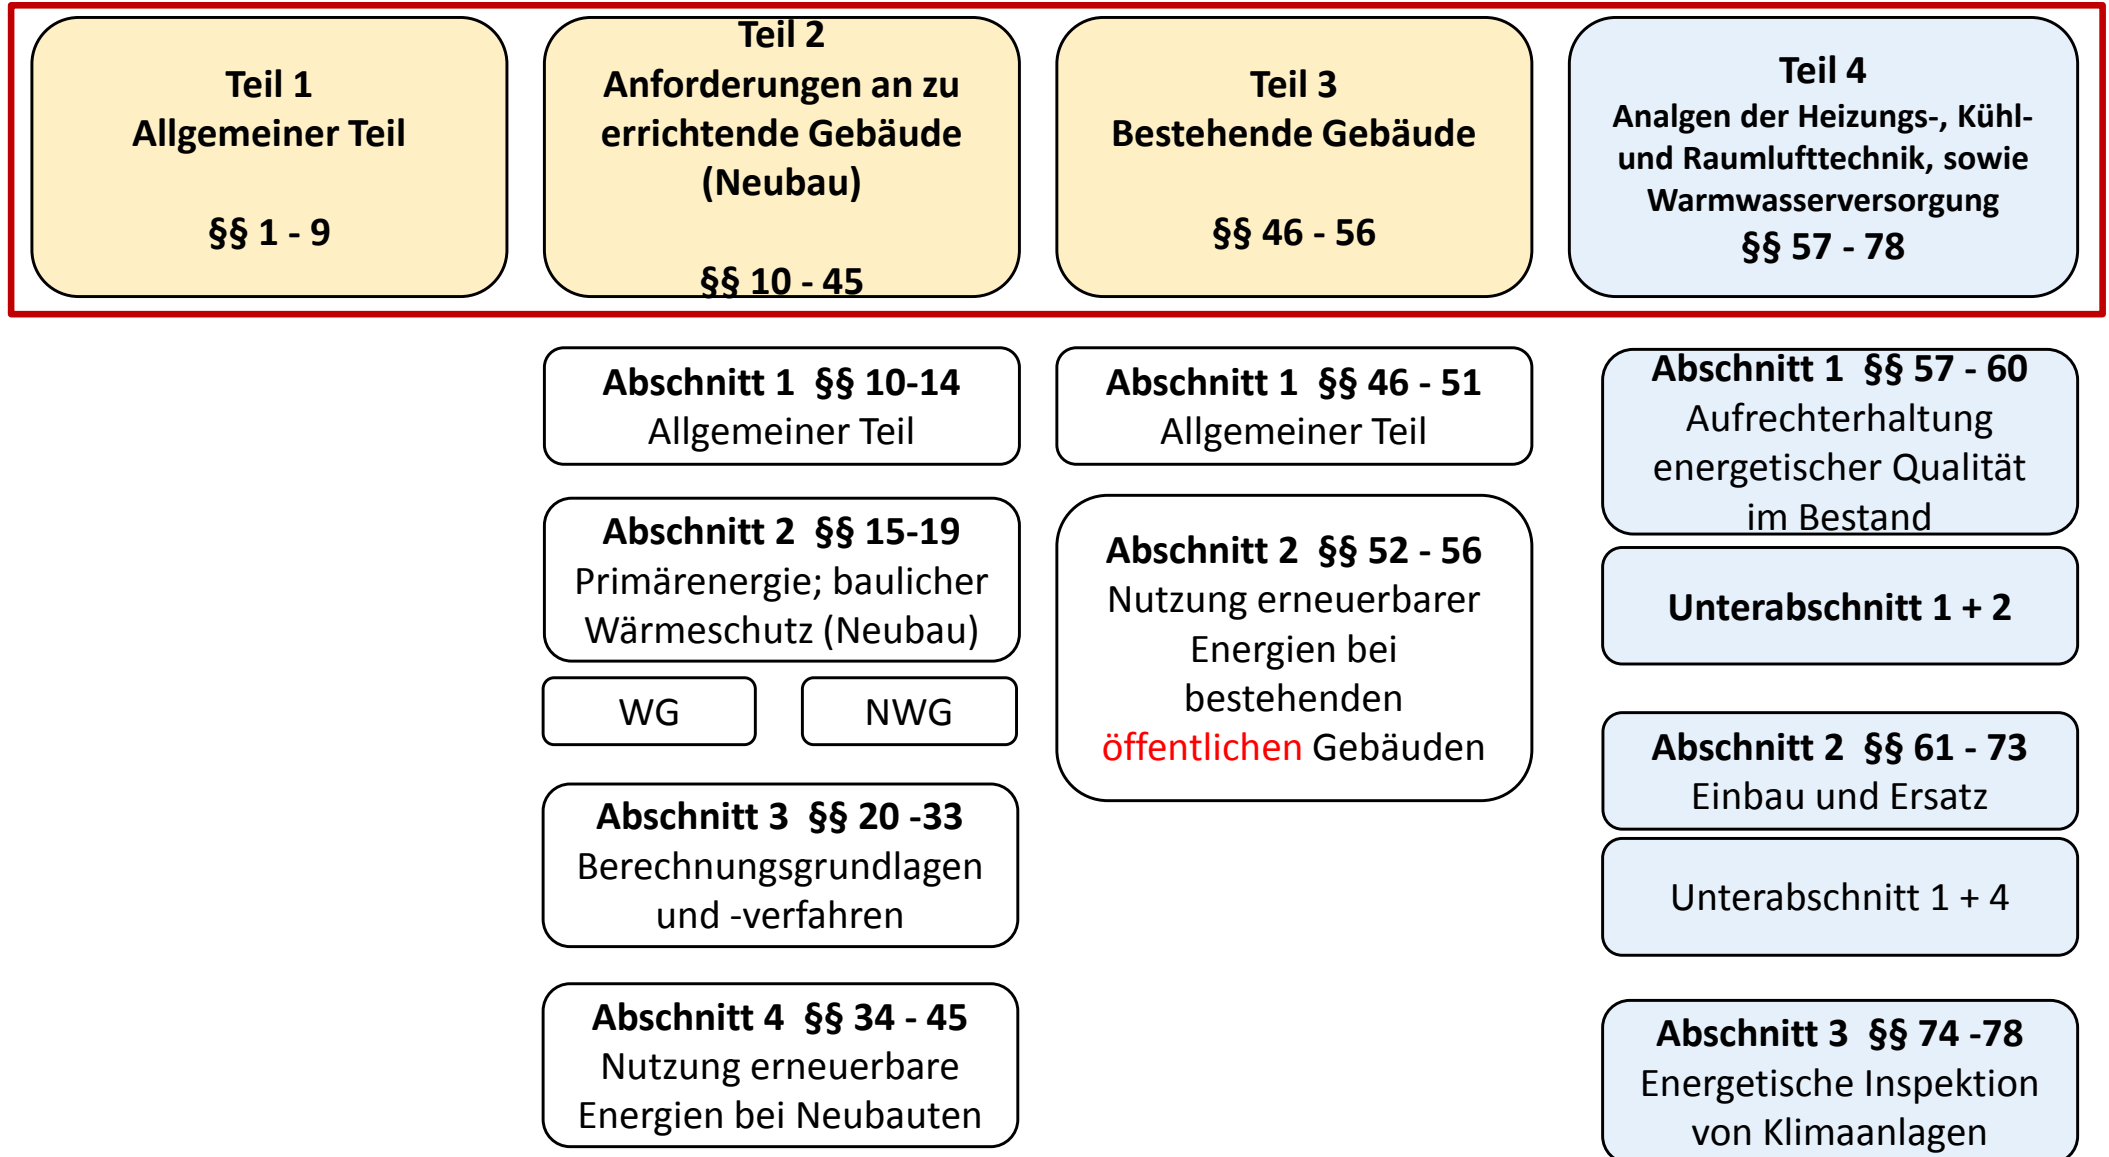 Teil 1
Allgemeiner Teil
§§ 1 - 9
Teil 2
Anforderungen an zu
errichtende Gebäude
(Neubau)
§§ 10 - 45
Teil 3
Bestehende Gebäude
§§ 46 - 56
Teil 4
Analgen der Heizungs-, Kühl-
und Raumlufttechnik, sowie
Warmwasserversorgung
§§ 57 - 78
Abschnitt 1 §§ 10-14
Allgemeiner Teil
Abschnitt 2 §§ 15-19
Primärenergie; baulicher
Wärmeschutz (Neubau)
WG
NWG
Abschnitt 3 §§ 20 -33
Berechnungsgrundlagen
und -verfahren
Abschnitt 4 §§ 34 - 45
Nutzung erneuerbare
Energien bei Neubauten
Abschnitt 1 §§ 46 - 51
Allgemeiner Teil
Abschnitt 2 §§ 52 - 56
Nutzung erneuerbarer
Energien bei
bestehenden
öffentlichen Gebäuden
Abschnitt 1 §§ 57 - 60
Aufrechterhaltung
energetischer Qualität
im Bestand
Unterabschnitt 1 + 2
Abschnitt 2 §§ 61 - 73
Einbau und Ersatz
Unterabschnitt 1 + 4
Abschnitt 3 §§ 74 -78
Energetische Inspektion
von Klimaanlagen